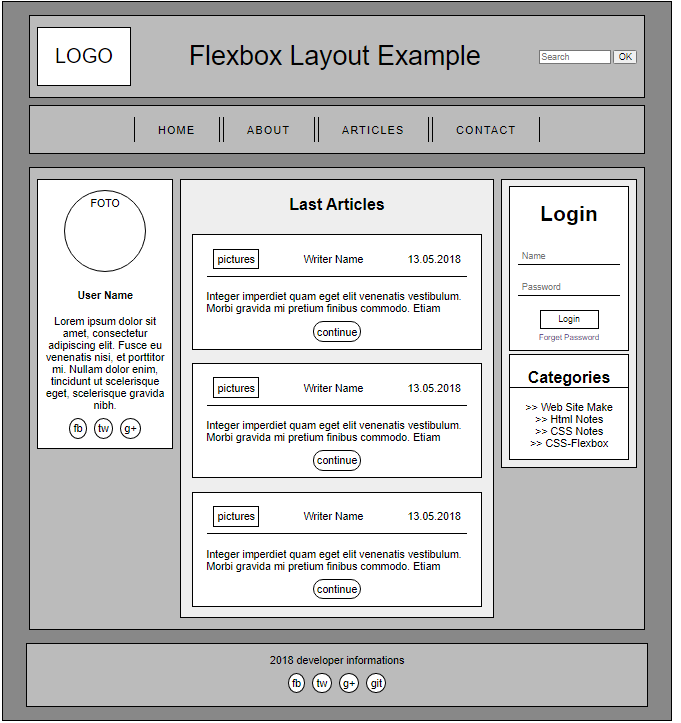 LOGO
Flexbox Layout Example
Search
OK
HOME
ABOUT
ARTICLES
CONTACT
FOTO
User Name
Lorem ipsum dolor sit
amet, consectetur
adipiscing elit. Fusce eu
venenatis nisi, et porttitor
mi. Nullam dolor enim,
tincidunt ut scelerisque
eget, scelerisque gravida
nibh.
fb tw g+
Last Articles
pictures Writer Name 13.05.2018
Integer imperdiet quam eget elit venenatis vestibulum.
Morbi gravida mi pretium finibus commodo. Etiam
continue
pictures Writer Name 13.05.2018
Integer imperdiet quam eget elit venenatis vestibulum.
Morbi gravida mi pretium finibus commodo. Etiam
continue
pictures Writer Name 13.05.2018
Integer imperdiet quam eget elit venenatis vestibulum.
Morbi gravida mi pretium finibus commodo. Etiam
continue
Login
Name
Password
Login
Forget Password
Categories
>> Web Site Make
>> Html Notes
>> CSS Notes
>> CSS-Flexbox
2018 developer informations
fb tw g+ git